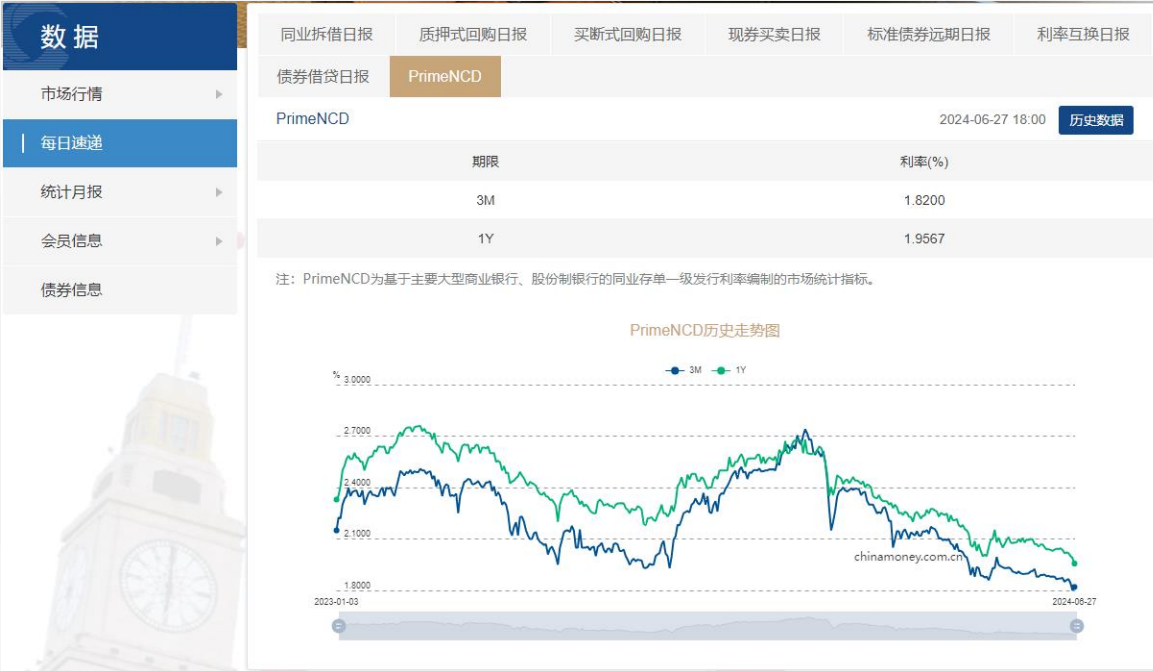 数据
市场行情
每日速递
统计月报
会员信息
债券信息
同业拆借日报 质押式回购日报 买断式回购日报 现券买卖日报 标准债券远期日报 利率互换日报
债券借贷日报 PrimeNCD
PrimeNCD 2024-06-27 18:00 历史数据
期限 利率(%)
3M 1.8200
1Y 1.9567
注：PrimeNCD为基于主要大型商业银行、股份制银行的同业存单一级发行利率编制的市场统计指标。
PrimeNCD历史走势图
3M 1Y
%
3.0000
2.7000
2.4000
2.1000
chinamoney.com.cn
1.8000
2023-01-03 2024-06-27